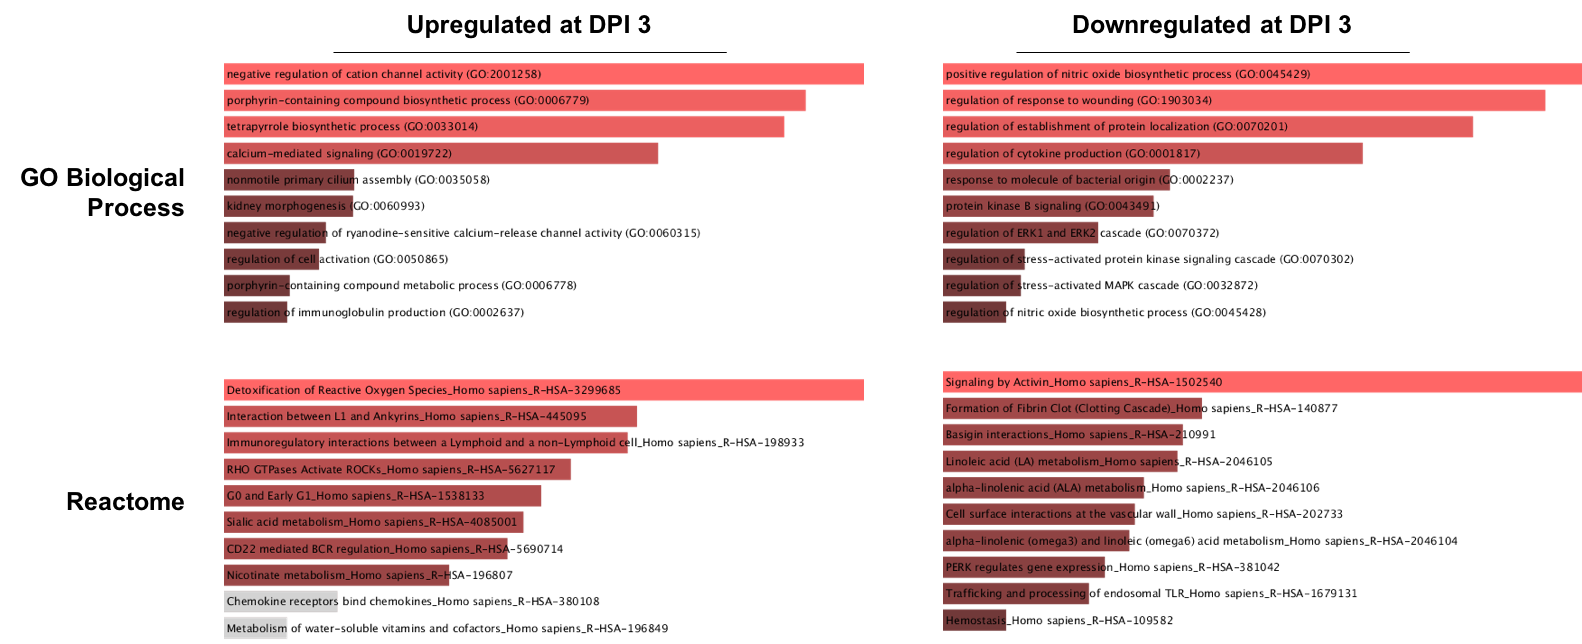 Upregulated at DPI 3
Downregulated at DPI 3
GO Biological
Process
negative regulation of cation channel activity (GO:2001258)
porphyrin-containing compound biosynthetic process (GO:0006779)
tetrapyrrole biosynthetic process (GO:0033014)
calcium-mediated signaling (GO:0019722)
nonmotile primary cilium assembly (GO:0035058)
kidney morphogenesis (GO:0060993)
negative regulation of ryanodine-sensitive calcium-release channel activity (GO:0060315)
regulation of cell activation (GO:0050865)
porphyrin-containing compound metabolic process (GO:0006778)
regulation of immunoglobulin production (GO:0002637)
positive regulation of nitric oxide biosynthetic process (GO:0045429)
regulation of response to wounding (GO:1903034)
regulation of establishment of protein localization (GO:0070201)
regulation of cytokine production (GO:0001817)
response to molecule of bacterial origin (GO:0002237)
protein kinase B signaling (GO:0043491)
regulation of ERK1 and ERK2 cascade (GO:0070372)
regulation of stress-activated protein kinase signaling cascade (GO:0070302)
regulation of stress-activated MAPK cascade (GO:0032872)
regulation of nitric oxide biosynthetic process (GO:0045428)
Reactome
Detoxification of Reactive Oxygen Species_Homo sapiens_R-HSA-3299685
Interaction between L1 and Ankyrins_Homo sapiens_R-HSA-445095
Immunoregulatory interactions between a Lymphoid and a non-Lymphoid cell_Homo sapiens_R-HSA-198933
RHO GTPases Activate ROCKs_Homo sapiens_R-HSA-5627117
G0 and Early G1_Homo sapiens_R-HSA-1538133
Sialic acid metabolism_Homo sapiens_R-HSA-4085001
CD22 mediated BCR regulation_Homo sapiens_R-HSA-5690714
Nicotinate metabolism_Homo sapiens_R-HSA-196807
Chemokine receptors bind chemokines_Homo sapiens_R-HSA-380108
Metabolism of water-soluble vitamins and cofactors_Homo sapiens_R-HSA-196849
Signaling by Activin_Homo sapiens_R-HSA-1502540
Formation of Fibrin Clot (Clotting Cascade)_Homo sapiens_R-HSA-140877
Basigin interactions_Homo sapiens_R-HSA-210991
Linoleic acid (LA) metabolism_Homo sapiens_R-HSA-2046105
alpha-linolenic acid (ALA) metabolism_Homo sapiens_R-HSA-2046106
Cell surface interactions at the vascular wall_Homo sapiens_R-HSA-202733
alpha-linolenic (omega3) and linoleic (omega6) acid metabolism_Homo sapiens_R-HSA-2046104
PERK regulates gene expression_Homo sapiens_R-HSA-381042
Trafficking and processing of endosomal TLR_Homo sapiens_R-HSA-1679131
Hemostasis_Homo sapiens_R-HSA-109582